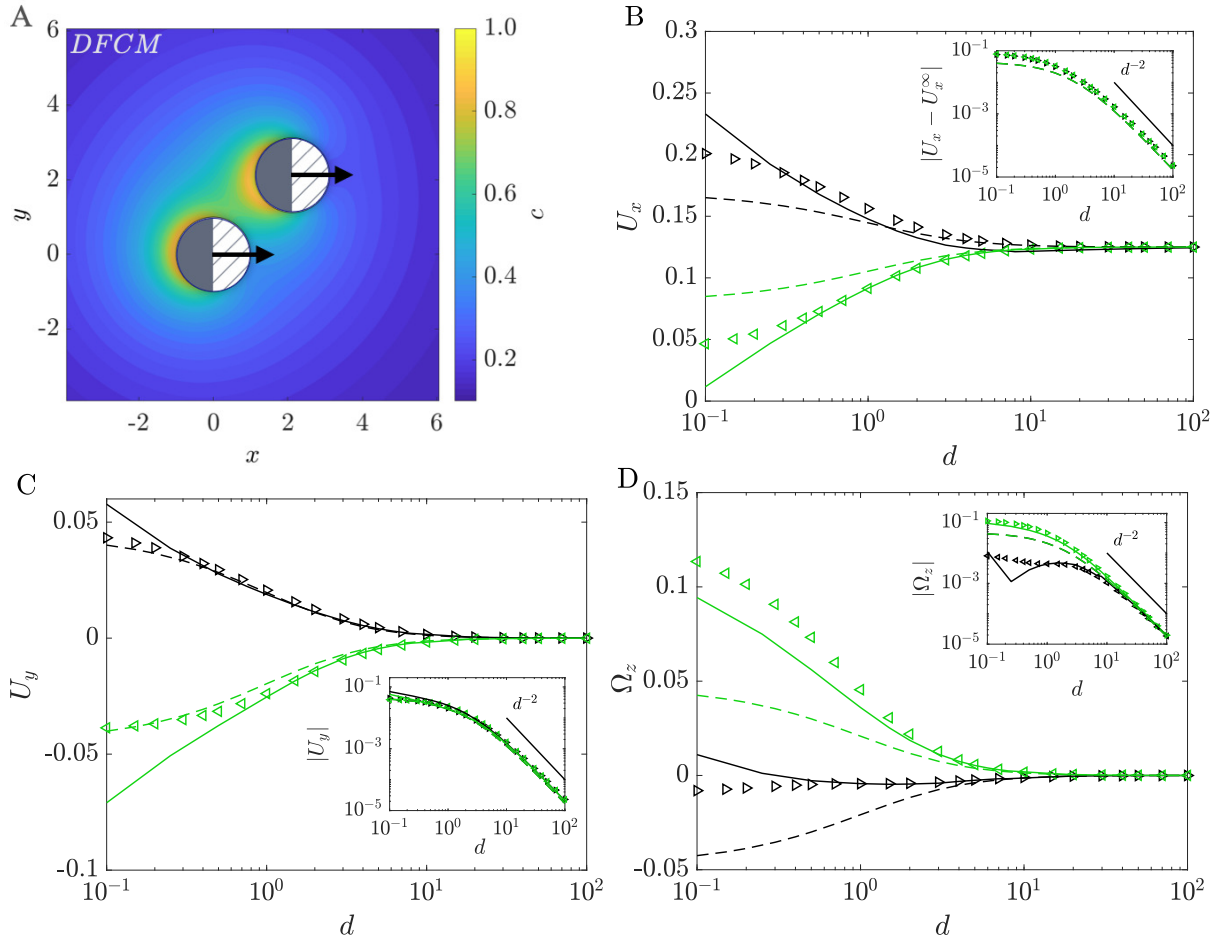 A
DFCM
6
4
2
0
-2
y
-2
0
2
4
6
x
1.0
0.8
0.6
0.4
0.2
c
B
0.3
0.25
0.2
0.15
0.1
0.05
0
U_x
10^{-1}
10^0
10^1
10^2
d
10^{-1}
10^{-3}
10^{-5}
|U_x − U_x^∞|
d^{-2}
10^{-1}
10^0
10^1
10^2
d
C
0.05
0
-0.05
-0.1
U_y
10^{-1}
10^0
10^1
10^2
d
10^{-1}
10^{-3}
10^{-5}
|U_y|
d^{-2}
10^{-1}
10^0
10^1
10^2
d
D
0.15
0.1
0.05
0
-0.05
Ω_z
10^{-1}
10^0
10^1
10^2
d
10^{-1}
10^{-3}
10^{-5}
|Ω_z|
d^{-2}
10^{-1}
10^0
10^1
10^2
d